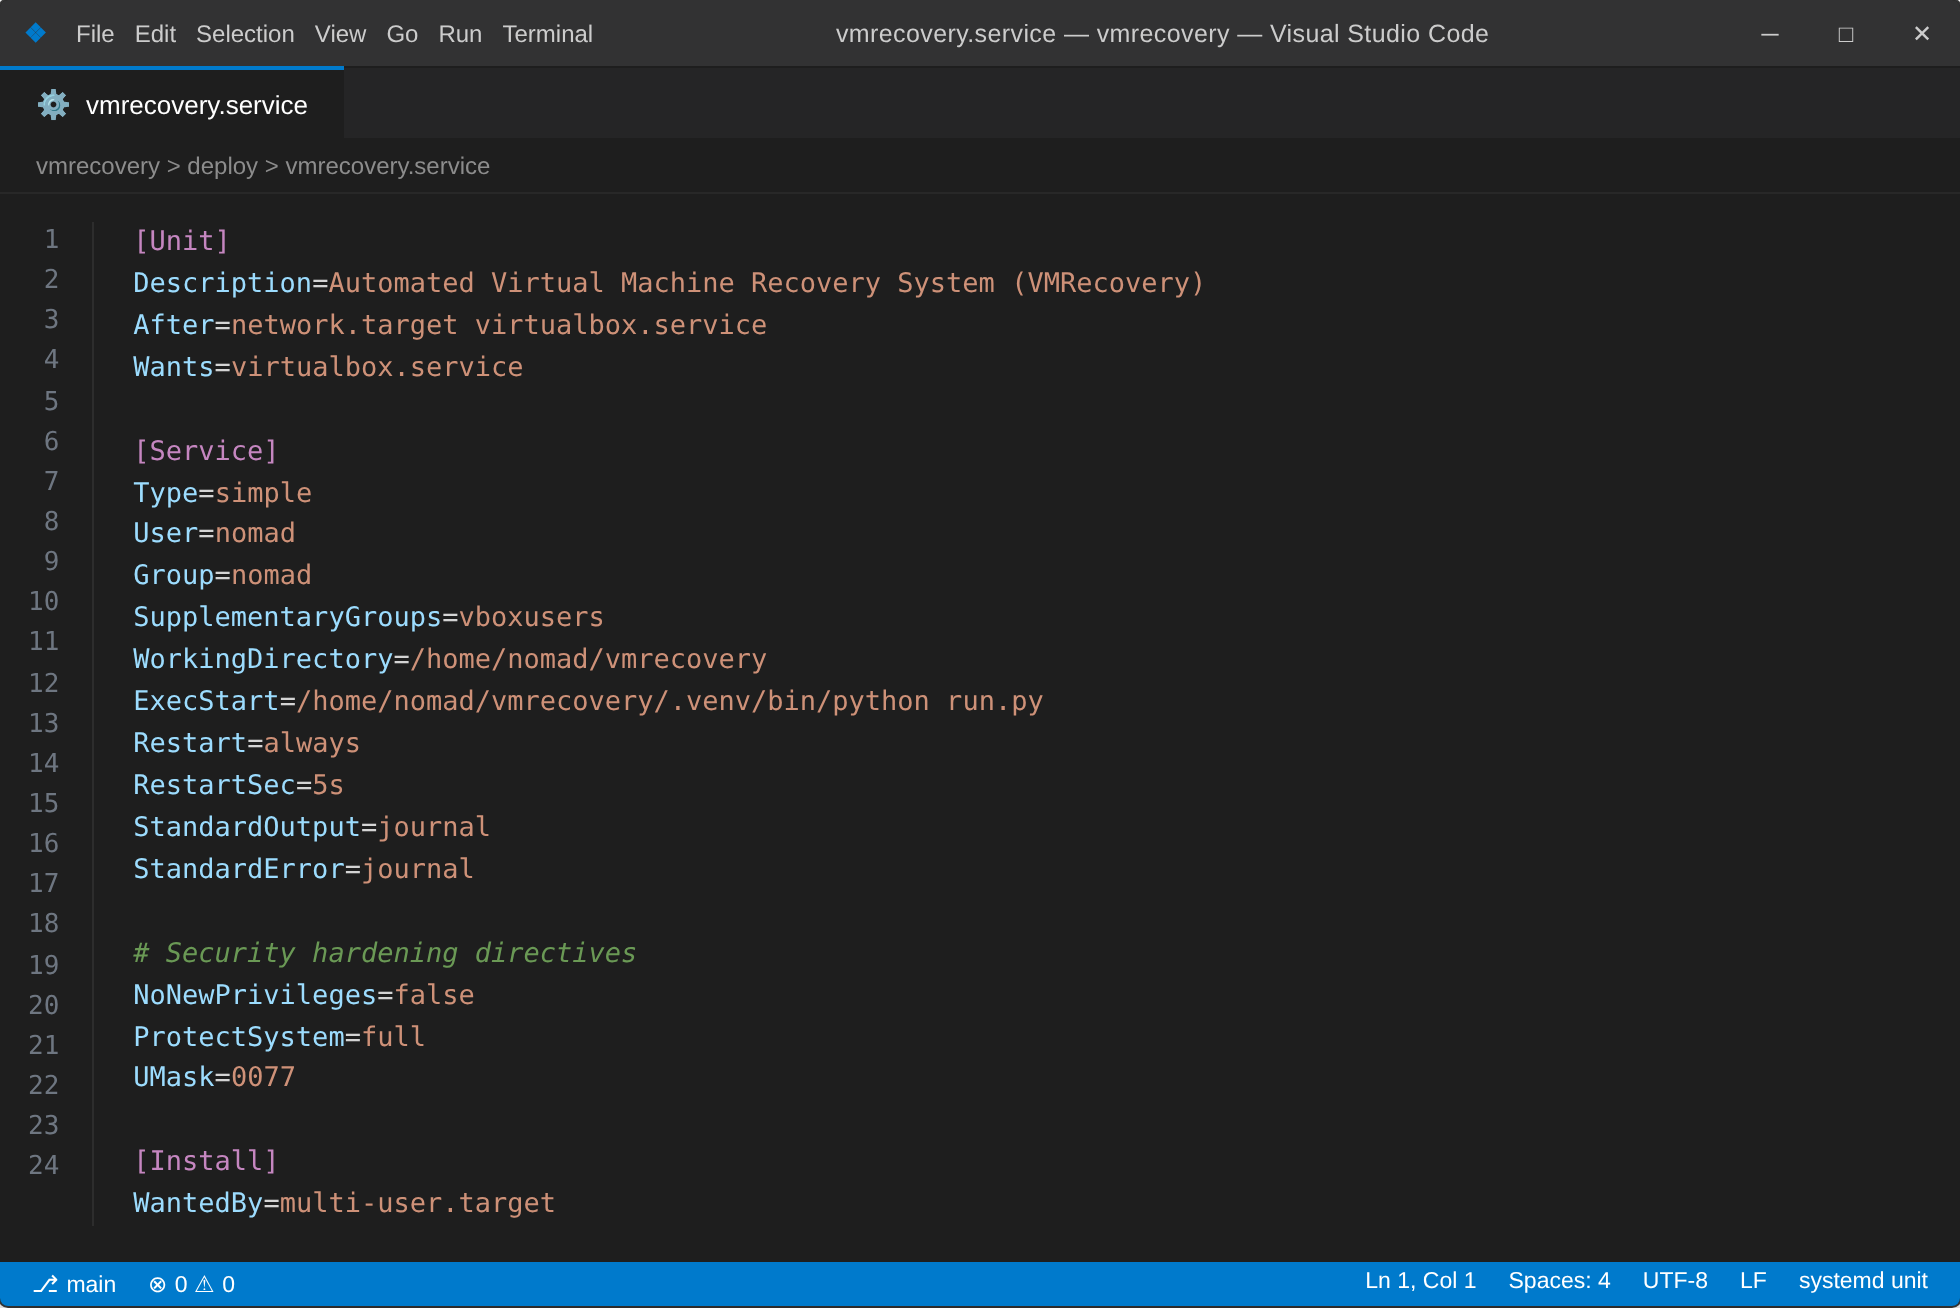 File Edit Selection View Go Run Terminal
vmrecovery.service — vmrecovery — Visual Studio Code
vmrecovery.service
vmrecovery > deploy > vmrecovery.service
1 [Unit]
2 Description=Automated Virtual Machine Recovery System (VMRecovery)
3 After=network.target virtualbox.service
4 Wants=virtualbox.service
5
6 [Service]
7 Type=simple
8 User=nomad
9 Group=nomad
10 SupplementaryGroups=vboxusers
11 WorkingDirectory=/home/nomad/vmrecovery
12 ExecStart=/home/nomad/vmrecovery/.venv/bin/python run.py
13 Restart=always
14 RestartSec=5s
15 StandardOutput=journal
16 StandardError=journal
17
18 # Security hardening directives
19 NoNewPrivileges=false
20 ProtectSystem=full
21 UMask=0077
22
23 [Install]
24 WantedBy=multi-user.target
main ⊗ 0 ⚠ 0
Ln 1, Col 1 Spaces: 4 UTF-8 LF systemd unit